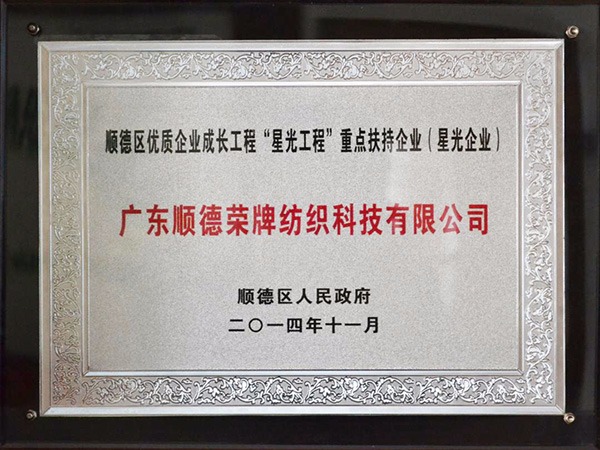 顺德区优质企业成长工程“星光工程”重点扶持企业（星光企业）
广东顺德荣牌纺织科技有限公司
顺德区人民政府
二〇一四年十一月